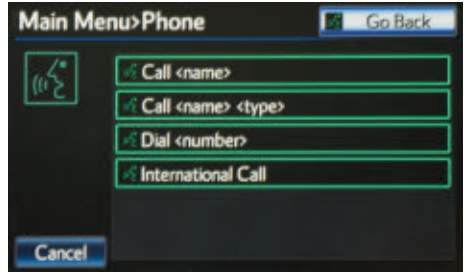 Main Menu>Phone
Go Back
Call <name>
Call <name> <type>
Dial <number>
International Call
Cancel